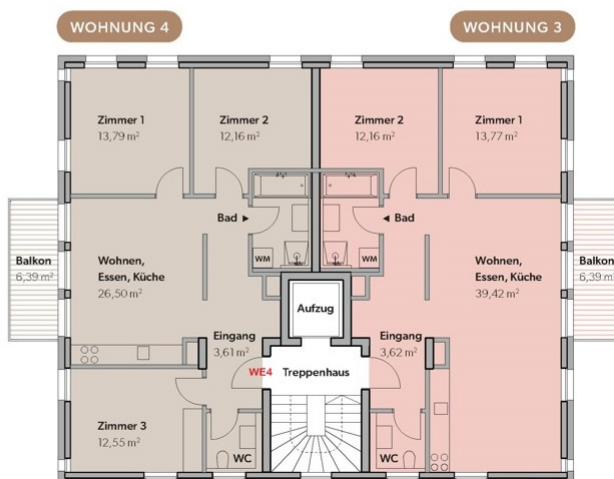 WOHNUNG 4
WOHNUNG 3
Zimmer 1
13,79 m²
Zimmer 2
12,16 m²
Zimmer 2
12,16 m²
Zimmer 1
13,77 m²
Bad
Bad
Balkon
6,39 m²
Wohnen,
Essen, Küche
26,50 m²
WM
WM
Wohnen,
Essen, Küche
39,42 m²
Balkon
6,39 m²
Aufzug
Eingang
3,61 m²
Eingang
3,62 m²
WE4
Treppenhaus
Zimmer 3
12,55 m²
WC
WC